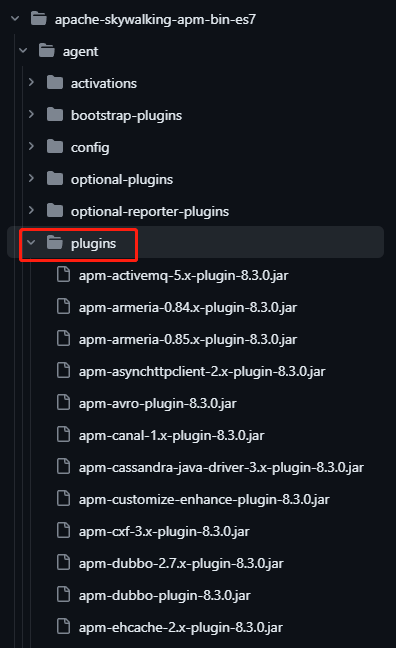 apache-skywalking-apm-bin-es7
agent
activations
bootstrap-plugins
config
optional-plugins
optional-reporter-plugins
plugins
apm-activemq-5.x-plugin-8.3.0.jar
apm-armeria-0.84.x-plugin-8.3.0.jar
apm-armeria-0.85.x-plugin-8.3.0.jar
apm-asynchttpclient-2.x-plugin-8.3.0.jar
apm-avro-plugin-8.3.0.jar
apm-canal-1.x-plugin-8.3.0.jar
apm-cassandra-java-driver-3.x-plugin-8.3.0.jar
apm-customize-enhance-plugin-8.3.0.jar
apm-cxf-3.x-plugin-8.3.0.jar
apm-dubbo-2.7.x-plugin-8.3.0.jar
apm-dubbo-plugin-8.3.0.jar
apm-ehcache-2.x-plugin-8.3.0.jar